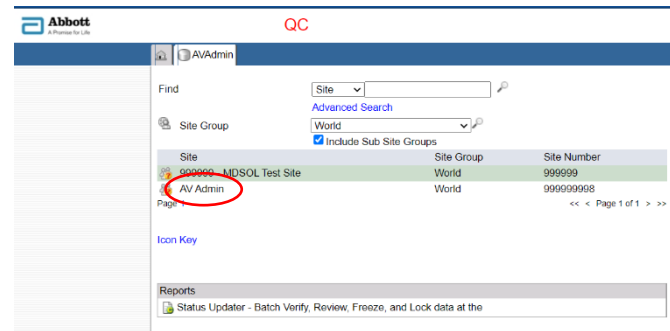 Abbott
A Promise for Life
QC
AVAdmin
Find Site
Advanced Search
Site Group World
Include Sub Site Groups
Site Site Group Site Number
999999 - MDSOL Test Site World 999999
AV Admin World 999999998
Page 1 << < Page 1 of 1 > >>
Icon Key
Reports
Status Updater - Batch Verify, Review, Freeze, and Lock data at the